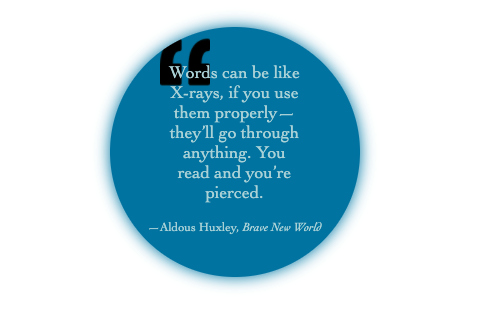 “
Words can be like
X-rays, if you use
them properly—
they’ll go through
anything. You
read and you’re
pierced.
—Aldous Huxley, Brave New World